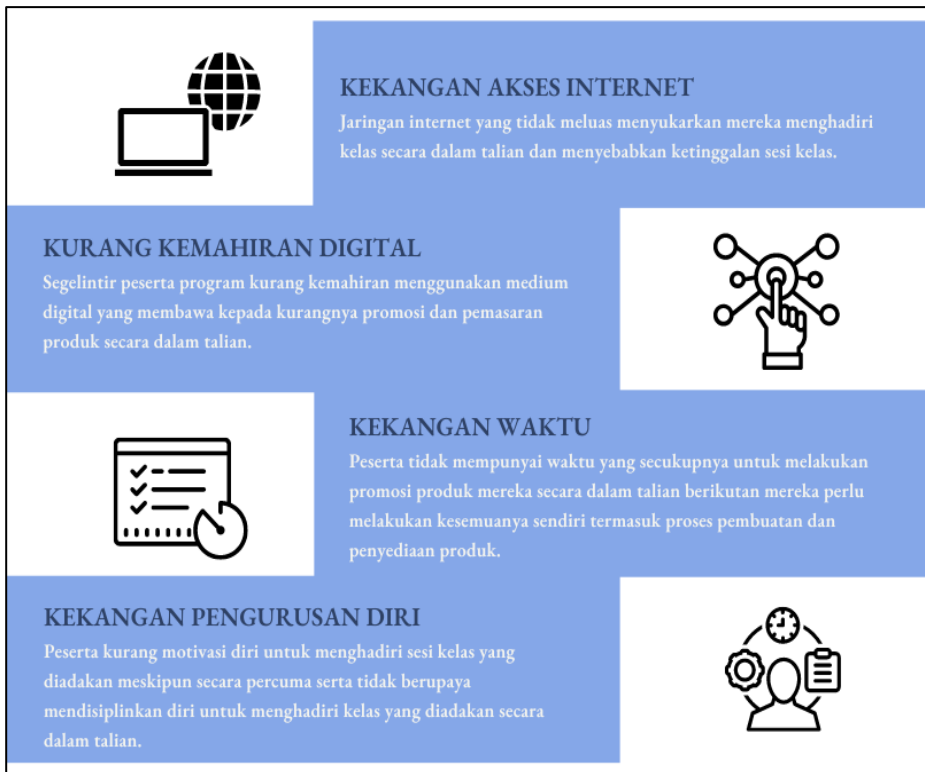 KEKANGAN AKSES INTERNET
Jaringan internet yang tidak meluas menyukarkan mereka menghadiri
kelas secara dalam talian dan menyebabkan ketinggalan sesi kelas.
KURANG KEMAHIRAN DIGITAL
Segelintir peserta program kurang kemahiran menggunakan medium
digital yang membawa kepada kurangnya promosi dan pemasaran
produk secara dalam talian.
KEKANGAN WAKTU
Peserta tidak mempunyai waktu yang secukupnya untuk melakukan
promosi produk mereka secara dalam talian berikutan mereka perlu
melakukan kesemuanya sendiri termasuk proses pembuatan dan
penyediaan produk.
KEKANGAN PENGURUSAN DIRI
Peserta kurang motivasi diri untuk menghadiri sesi kelas yang
diadakan meskipun secara percuma serta tidak berupaya
mendisiplinkan diri untuk menghadiri kelas yang diadakan secara
dalam talian.